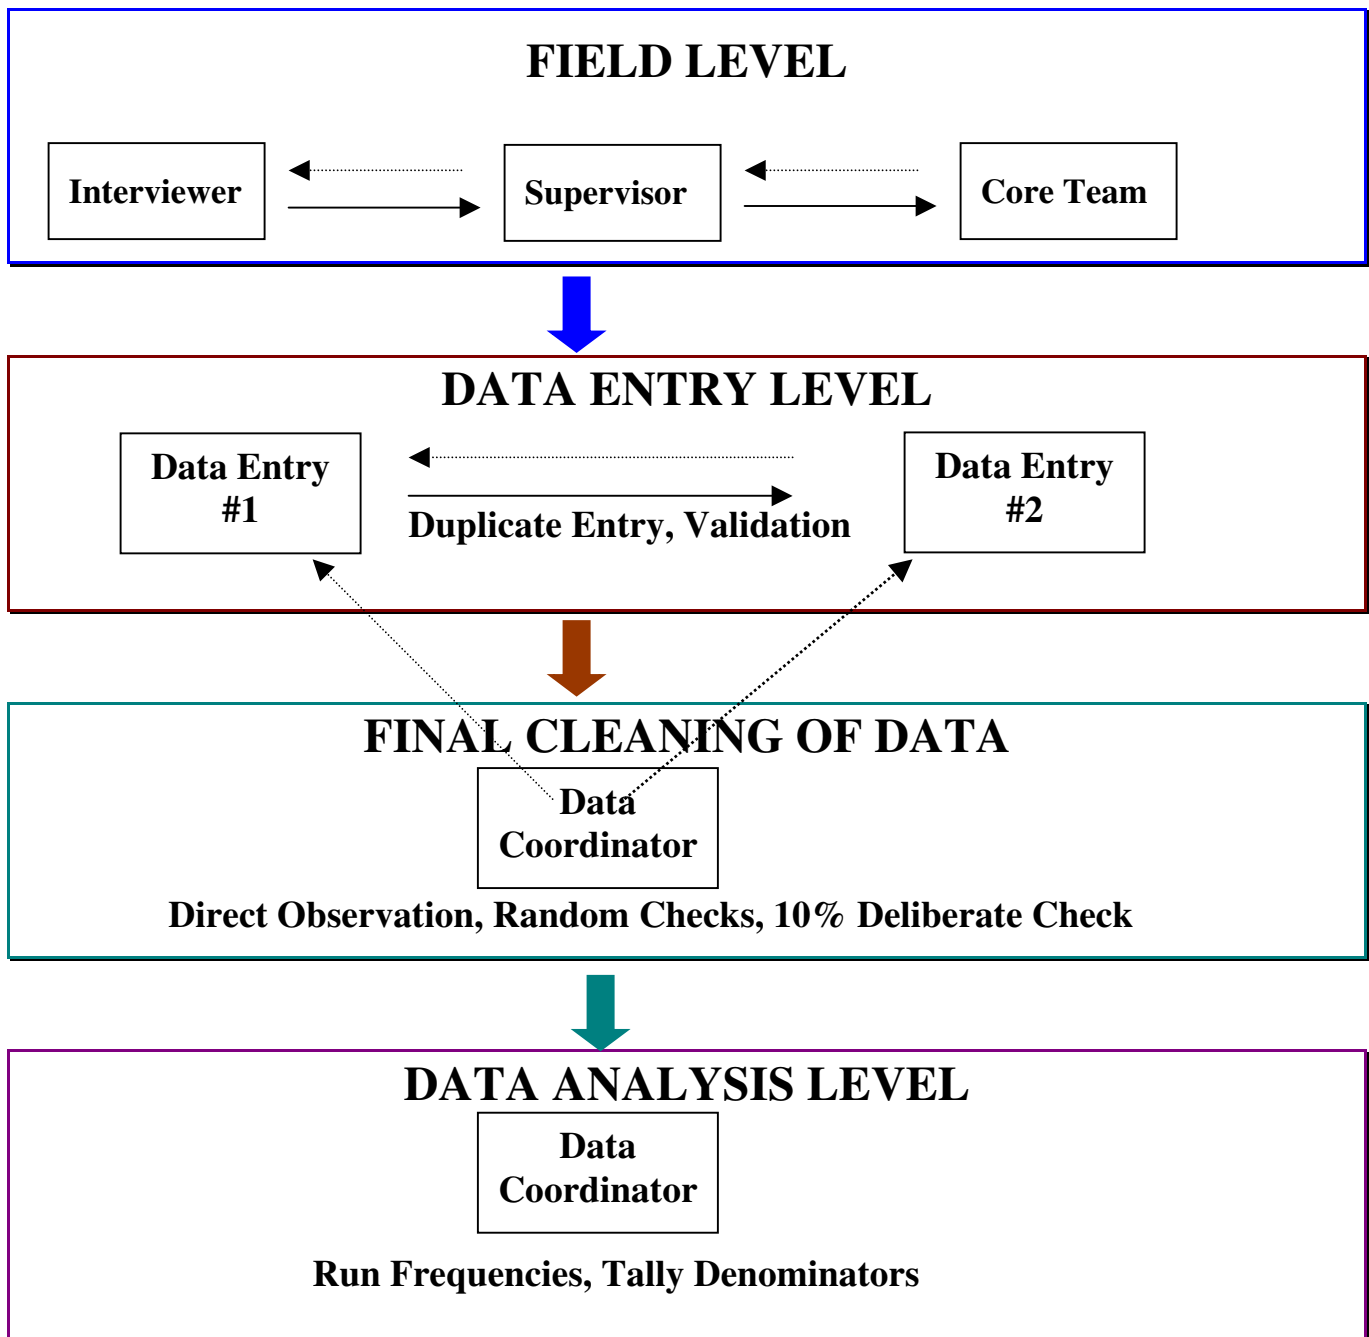 FIELD LEVEL
Interviewer
Supervisor
Core Team
DATA ENTRY LEVEL
Data Entry
#1
Duplicate Entry, Validation
Data Entry
#2
FINAL CLEANING OF DATA
Data
Coordinator
Direct Observation, Random Checks, 10% Deliberate Check
DATA ANALYSIS LEVEL
Data
Coordinator
Run Frequencies, Tally Denominators